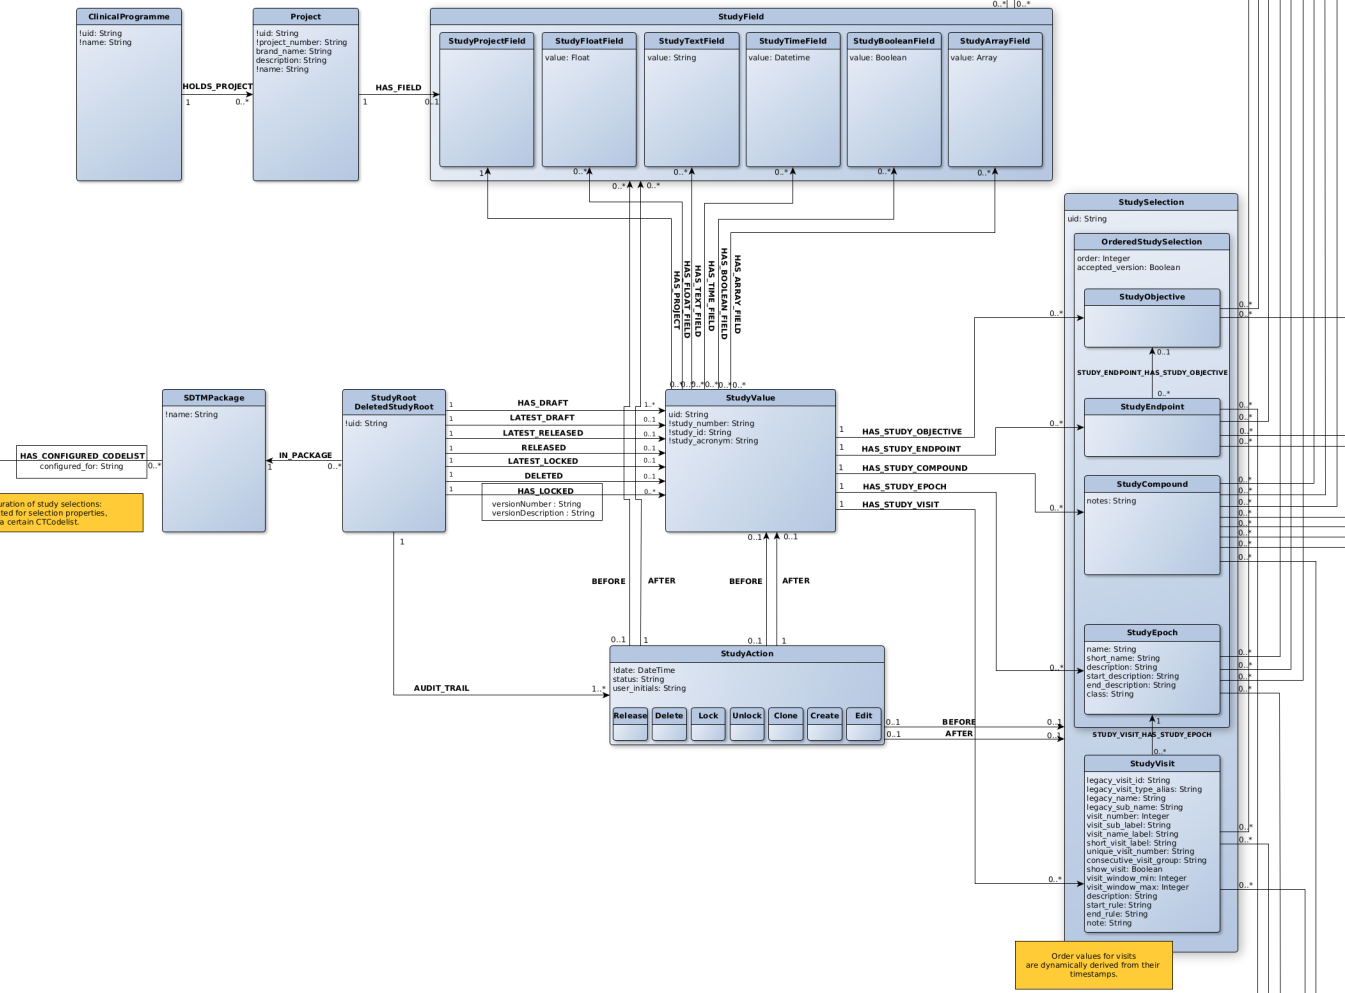 0..*
0..*
ClinicalProgramme
!uid: String
!name: String
HOLDS_PROJECT
1
0..*
Project
!uid: String
!project_number: String
brand_name: String
description: String
!name: String
HAS_FIELD
1
0..1
StudyField
StudyProjectField
StudyFloatField
value: Float
StudyTextField
value: String
StudyTimeField
value: Datetime
StudyBooleanField
value: Boolean
StudyArrayField
value: Array
1
0..*
0..*
0..*
0..*
0..*
0..*
0..*
HAS_PROJECT
HAS_FLOAT_FIELD
HAS_TEXT_FIELD
HAS_TIME_FIELD
HAS_BOOLEAN_FIELD
HAS_ARRAY_FIELD
0..*
0..*
0..*
0..*
0..*
HAS_CONFIGURED_CODELIST
configured_for: String
0..*
uration of study selections:
ted for selection properties,
a certain CTCodelist.
SDTMPackage
!name: String
IN_PACKAGE
1
0..*
StudyRoot
DeletedStudyRoot
!uid: String
1
HAS_DRAFT
1..*
1
LATEST_DRAFT
0..1
1
LATEST_RELEASED
0..1
1
RELEASED
0..1
1
LATEST_LOCKED
0..1
1
DELETED
0..1
1
HAS_LOCKED
0..*
versionNumber : String
versionDescription : String
StudyValue
uid: String
!study_number: String
!study_id: String
!study_acronym: String
1
HAS_STUDY_OBJECTIVE
0..*
1
HAS_STUDY_ENDPOINT
0..*
1
HAS_STUDY_COMPOUND
0..*
1
HAS_STUDY_EPOCH
0..*
1
HAS_STUDY_VISIT
0..*
1
AUDIT_TRAIL
1..*
0..1
0..1
BEFORE
AFTER
BEFORE
AFTER
0..1
1
0..1
1
StudyAction
!date: DateTime
status: String
user_initials: String
Release
Delete
Lock
Unlock
Clone
Create
Edit
0..1
BEFORE
0..1
0..1
AFTER
0..1
StudySelection
uid: String
OrderedStudySelection
order: Integer
accepted_version: Boolean
StudyObjective
0..*
0..*
0..1
STUDY_ENDPOINT_HAS_STUDY_OBJECTIVE
0..*
StudyEndpoint
0..*
0..*
0..*
0..*
StudyCompound
notes: String
0..*
0..*
0..*
0..*
0..*
0..*
0..*
0..*
StudyEpoch
name: String
short_name: String
description: String
start_description: String
end_description: String
class: String
0..*
0..*
0..*
0..*
1
STUDY_VISIT_HAS_STUDY_EPOCH
0..*
StudyVisit
legacy_visit_id: String
legacy_visit_type_alias: String
legacy_name: String
legacy_sub_name: String
visit_number: Integer
visit_sub_label: String
visit_name_label: String
short_visit_label: String
unique_visit_number: String
consecutive_visit_group: String
show_visit: Boolean
visit_window_min: Integer
visit_window_max: Integer
description: String
start_rule: String
end_rule: String
note: String
0..*
0..*
0..*
Order values for visits
are dynamically derived from their
timestamps.